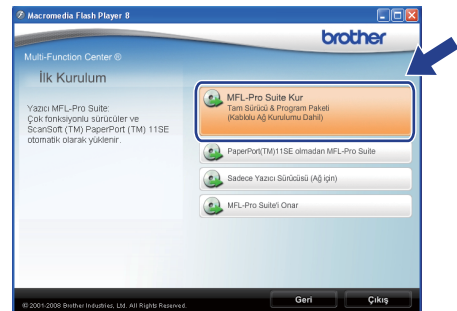 Macromedia Flash Player 8
brother
Multi-Function Center ®
İlk Kurulum
Yazıcı MFL-Pro Suite:
Çok fonksiyonlu sürücüler ve
ScanSoft (TM) PaperPort (TM) 11SE
otomatik olarak yüklenir.
MFL-Pro Suite Kur
Tam Sürücü & Program Paketi
(Kablolu Ağ Kurulumu Dahil)
PaperPort(TM)11SE olmadan MFL-Pro Suite
Sadece Yazıcı Sürücüsü (Ağ için)
MFL-Pro Suite'i Onar
© 2001-2008 Brother Industries, Ltd. All Rights Reserved.
Geri
Çıkış